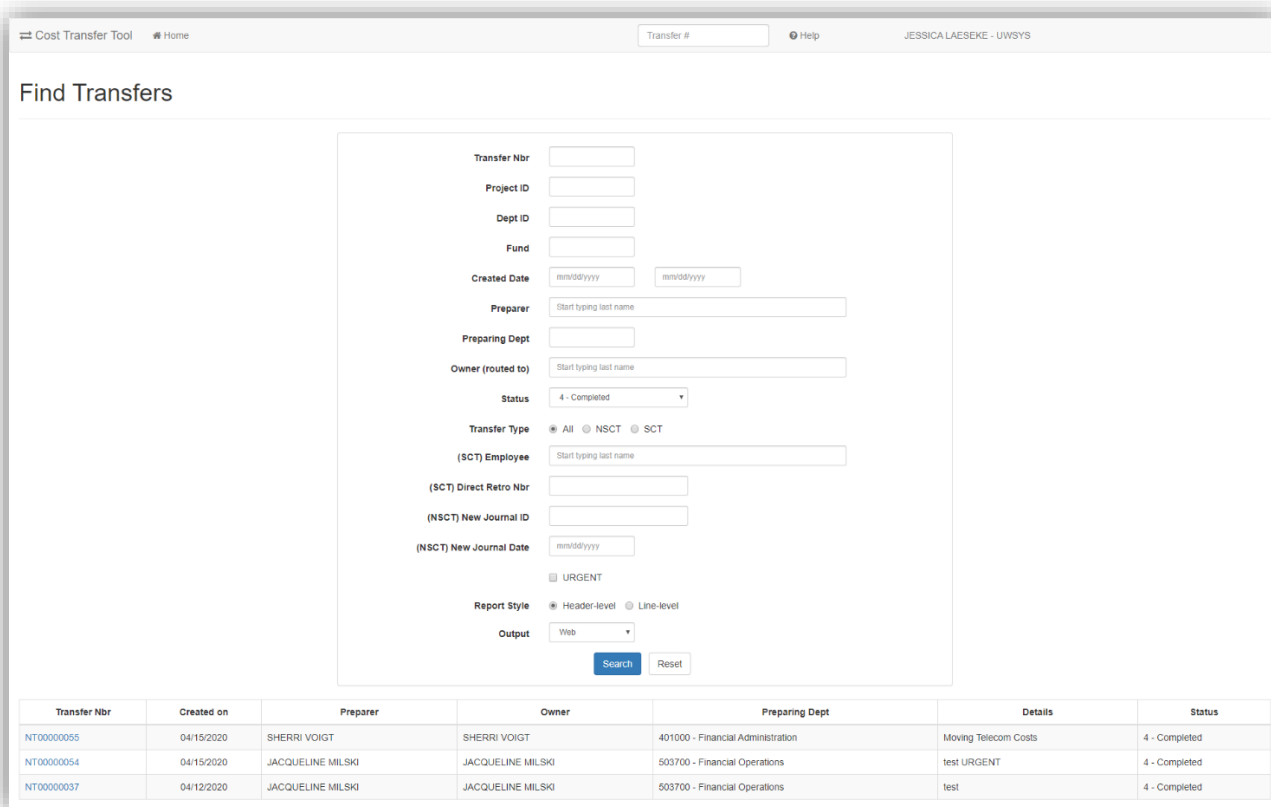 Cost Transfer Tool Home Transfer # Help JESSICA LAESEKE - UWSYS
Find Transfers
Transfer Nbr
Project ID
Dept ID
Fund
Created Date mm/dd/yyyy mm/dd/yyyy
Preparer Start typing last name
Preparing Dept
Owner (routed to) Start typing last name
Status 4 - Completed
Transfer Type All NSCT SCT
(SCT) Employee Start typing last name
(SCT) Direct Retro Nbr
(NSCT) New Journal ID
(NSCT) New Journal Date mm/dd/yyyy
URGENT
Report Style Header-level Line-level
Output Web
Search Reset
Transfer Nbr Created on Preparer Owner Preparing Dept Details Status
NT00000055 04/15/2020 SHERRI VOIGT SHERRI VOIGT 401000 - Financial Administration Moving Telecom Costs 4 - Completed
NT00000054 04/15/2020 JACQUELINE MILSKI JACQUELINE MILSKI 503700 - Financial Operations test URGENT 4 - Completed
NT00000037 04/12/2020 JACQUELINE MILSKI JACQUELINE MILSKI 503700 - Financial Operations test 4 - Completed